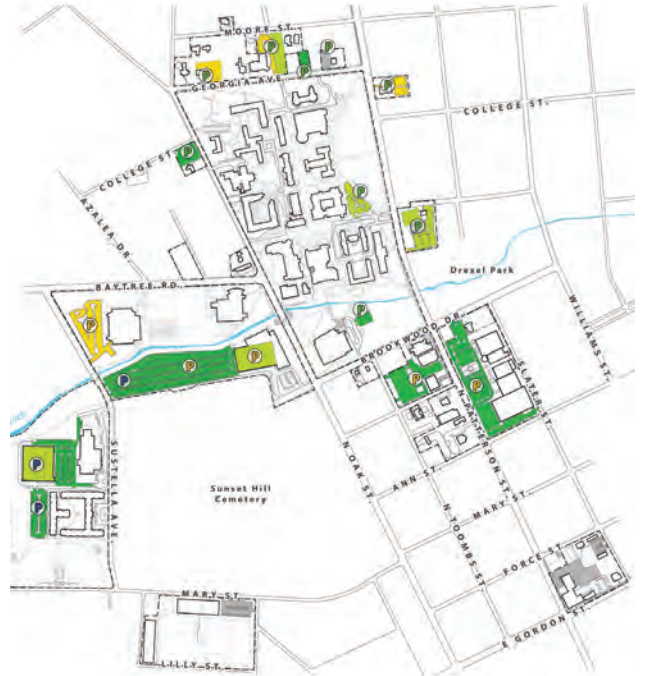 MOORE ST.
P
P
P
P
GEORGIA AVE
P
COLLEGE ST.
P
COLLEGE ST.
AZALEA DR.
P
P
Drexel Park
BAYTREE RD
WILLIAMS ST.
P
P
BROOKWOOD DR.
P
P
P
P
P
SLATER ST.
N PATTERSON ST.
N OAK ST.
ANN ST.
SUSTELLA AVE
P
P
Sunset Hill
Cemetery
MARY ST.
N TOOMBS ST.
FORCE ST.
MARY ST.
E GORDON ST.
LILLY ST.